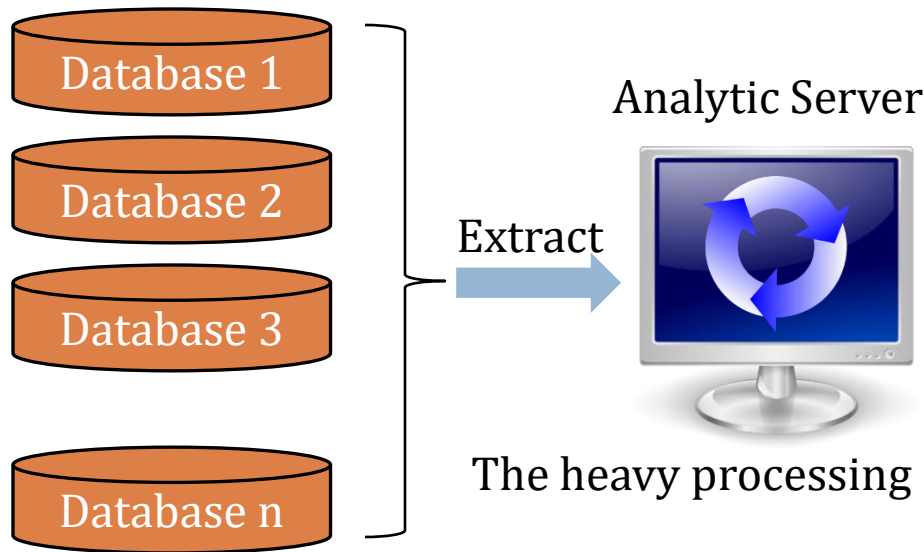 Database 1
Database 2
Database 3
Database n
Extract
Analytic Server
The heavy processing